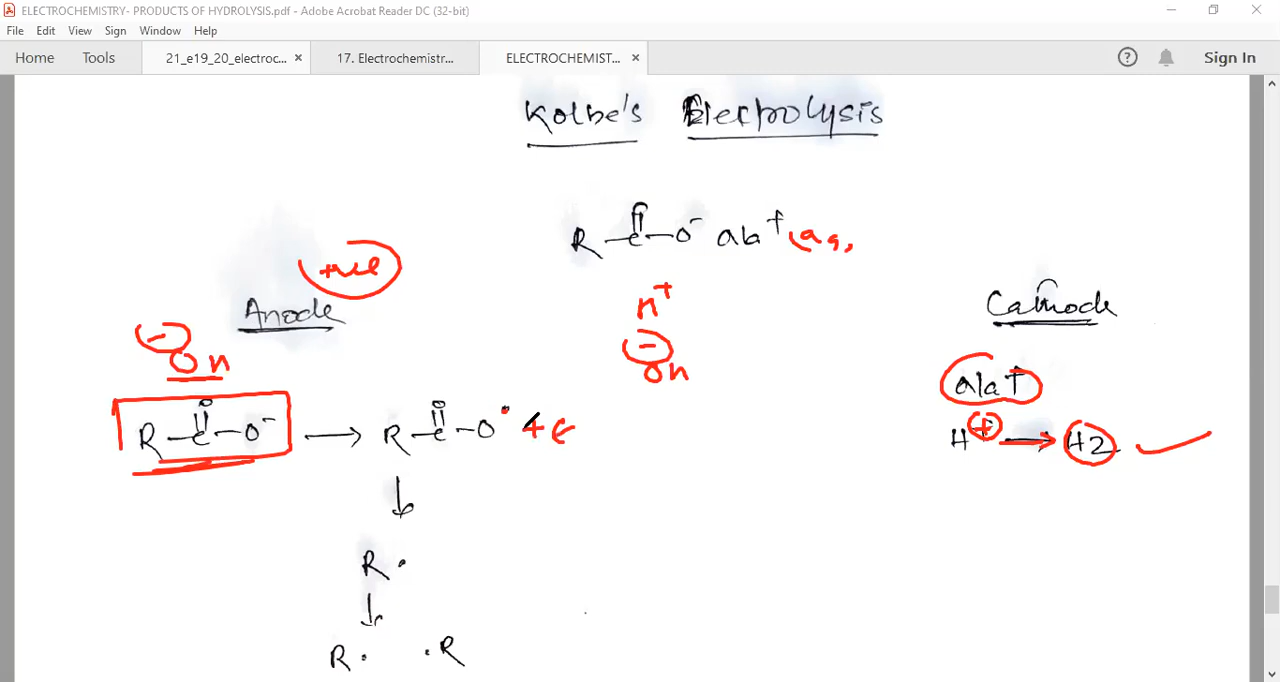 ELECTROCHEMISTRY- PRODUCTS OF HYDROLYSIS.pdf - Adobe Acrobat Reader DC (32-bit)
File Edit View Sign Window Help
Home Tools 21_e19_20_electroc... × 17. Electrochemistr... ELECTROCHEMIST... × ? Sign In
Kolbe's Electrolysis
O
R-C-O⁻ Na⁺ (aq)
+ve
Anode
H⁺
Cathode
⁻OH
⁻OH
Na⁺
O
R-C-O⁻ → R-C-O• + e
H⁺ → H2 ✓
↓
R•
↓
R• •R